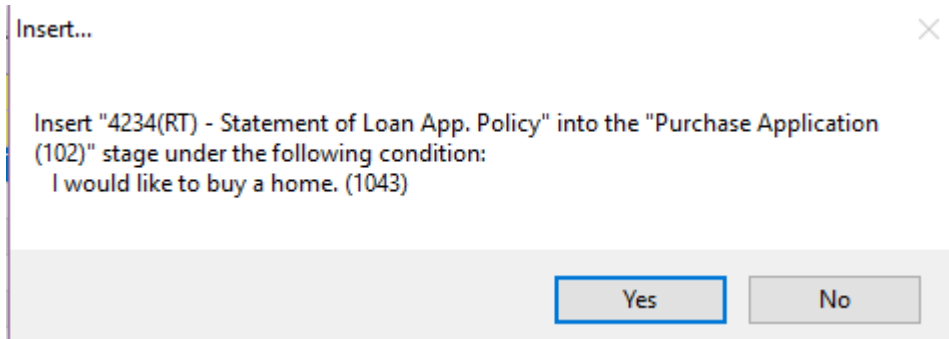 Insert...
Insert "4234(RT) - Statement of Loan App. Policy" into the "Purchase Application
(102)" stage under the following condition:
I would like to buy a home. (1043)
Yes No